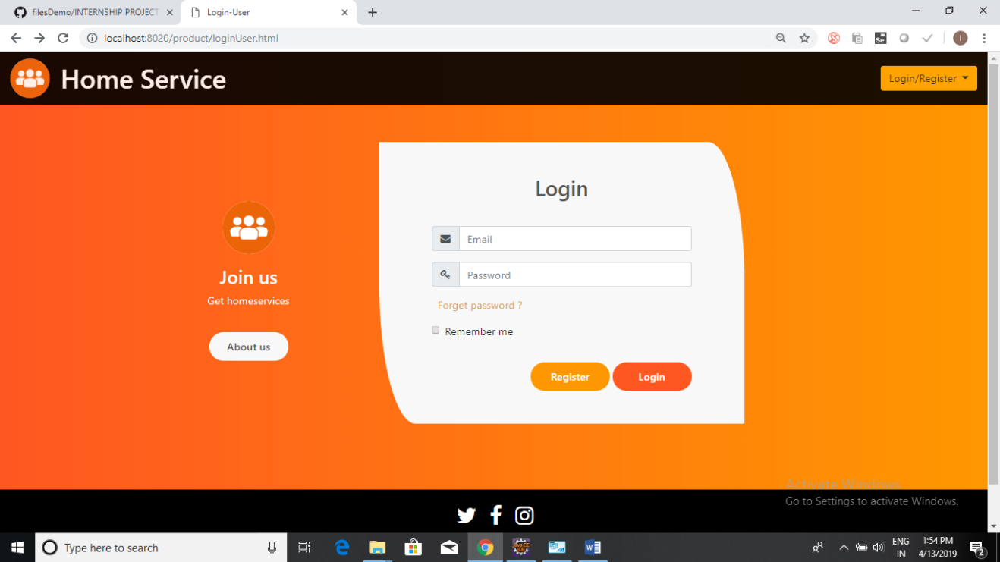 filesDemo/INTERNSHIP PROJECT
Login-User
localhost:8020/product/loginUser.html
Se
I
Home Service
Login/Register
Login
Email
Password
Forget password ?
Remember me
Register Login
Join us
Get homeservices
About us
Activate Windows
Go to Settings to activate Windows.
Type here to search
ENG
IN
1:54 PM
4/13/2019
2